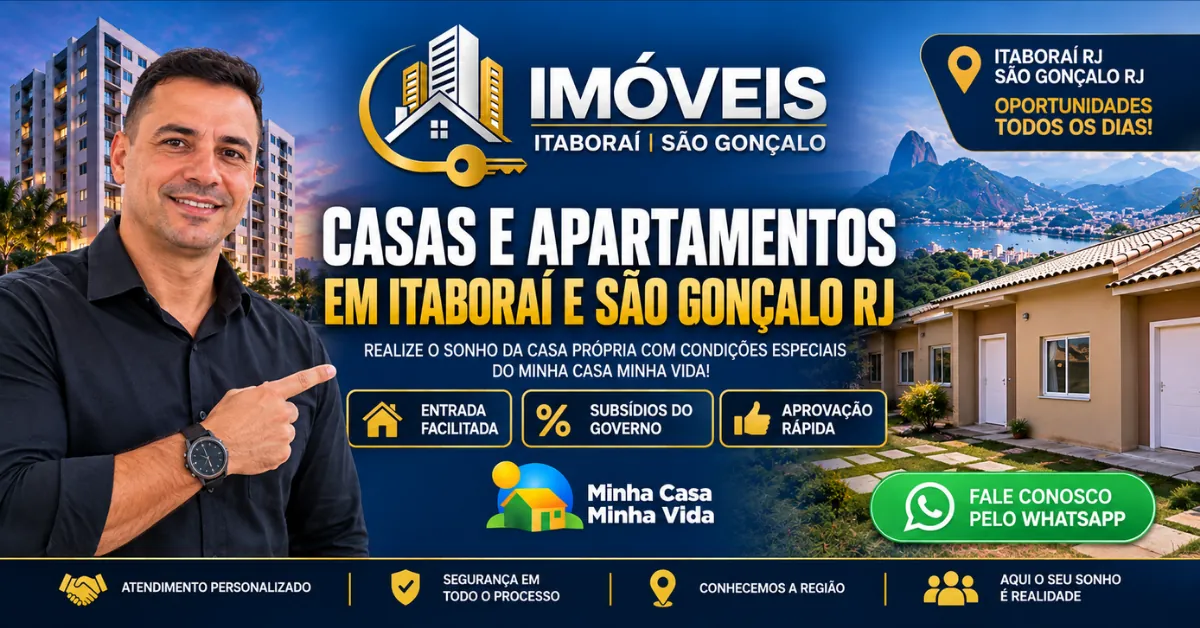 IMÓVEIS
ITABORAÍ | SÃO GONÇALO
ITABORAÍ RJ
SÃO GONÇALO RJ
OPORTUNIDADES
TODOS OS DIAS!
CASAS E APARTAMENTOS
EM ITABORAÍ E SÃO GONÇALO RJ
REALIZE O SONHO DA CASA PRÓPRIA COM CONDIÇÕES ESPECIAIS
DO MINHA CASA MINHA VIDA!
ENTRADA
FACILITADA
%
SUBSÍDIOS DO
GOVERNO
APROVAÇÃO
RÁPIDA
Minha Casa
Minha Vida
FALE CONOSCO
PELO WHATSAPP
ATENDIMENTO PERSONALIZADO
SEGURANÇA EM
TODO O PROCESSO
CONHECEMOS A REGIÃO
AQUI O SEU SONHO
É REALIDADE